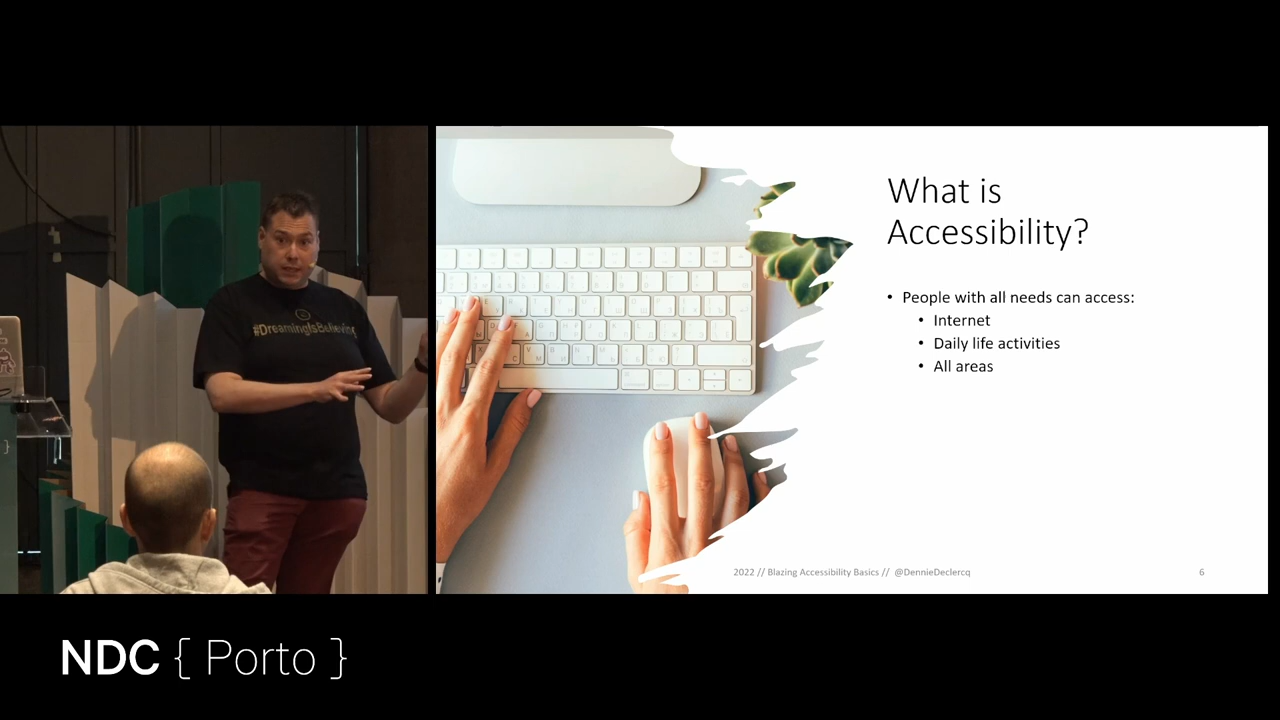 #DreamingIsBelieving
What is
Accessibility?
• People with all needs can access:
• Internet
• Daily life activities
• All areas
2022 // Blazing Accessibility Basics // @DennieDeclercq
6
NDC { Porto }